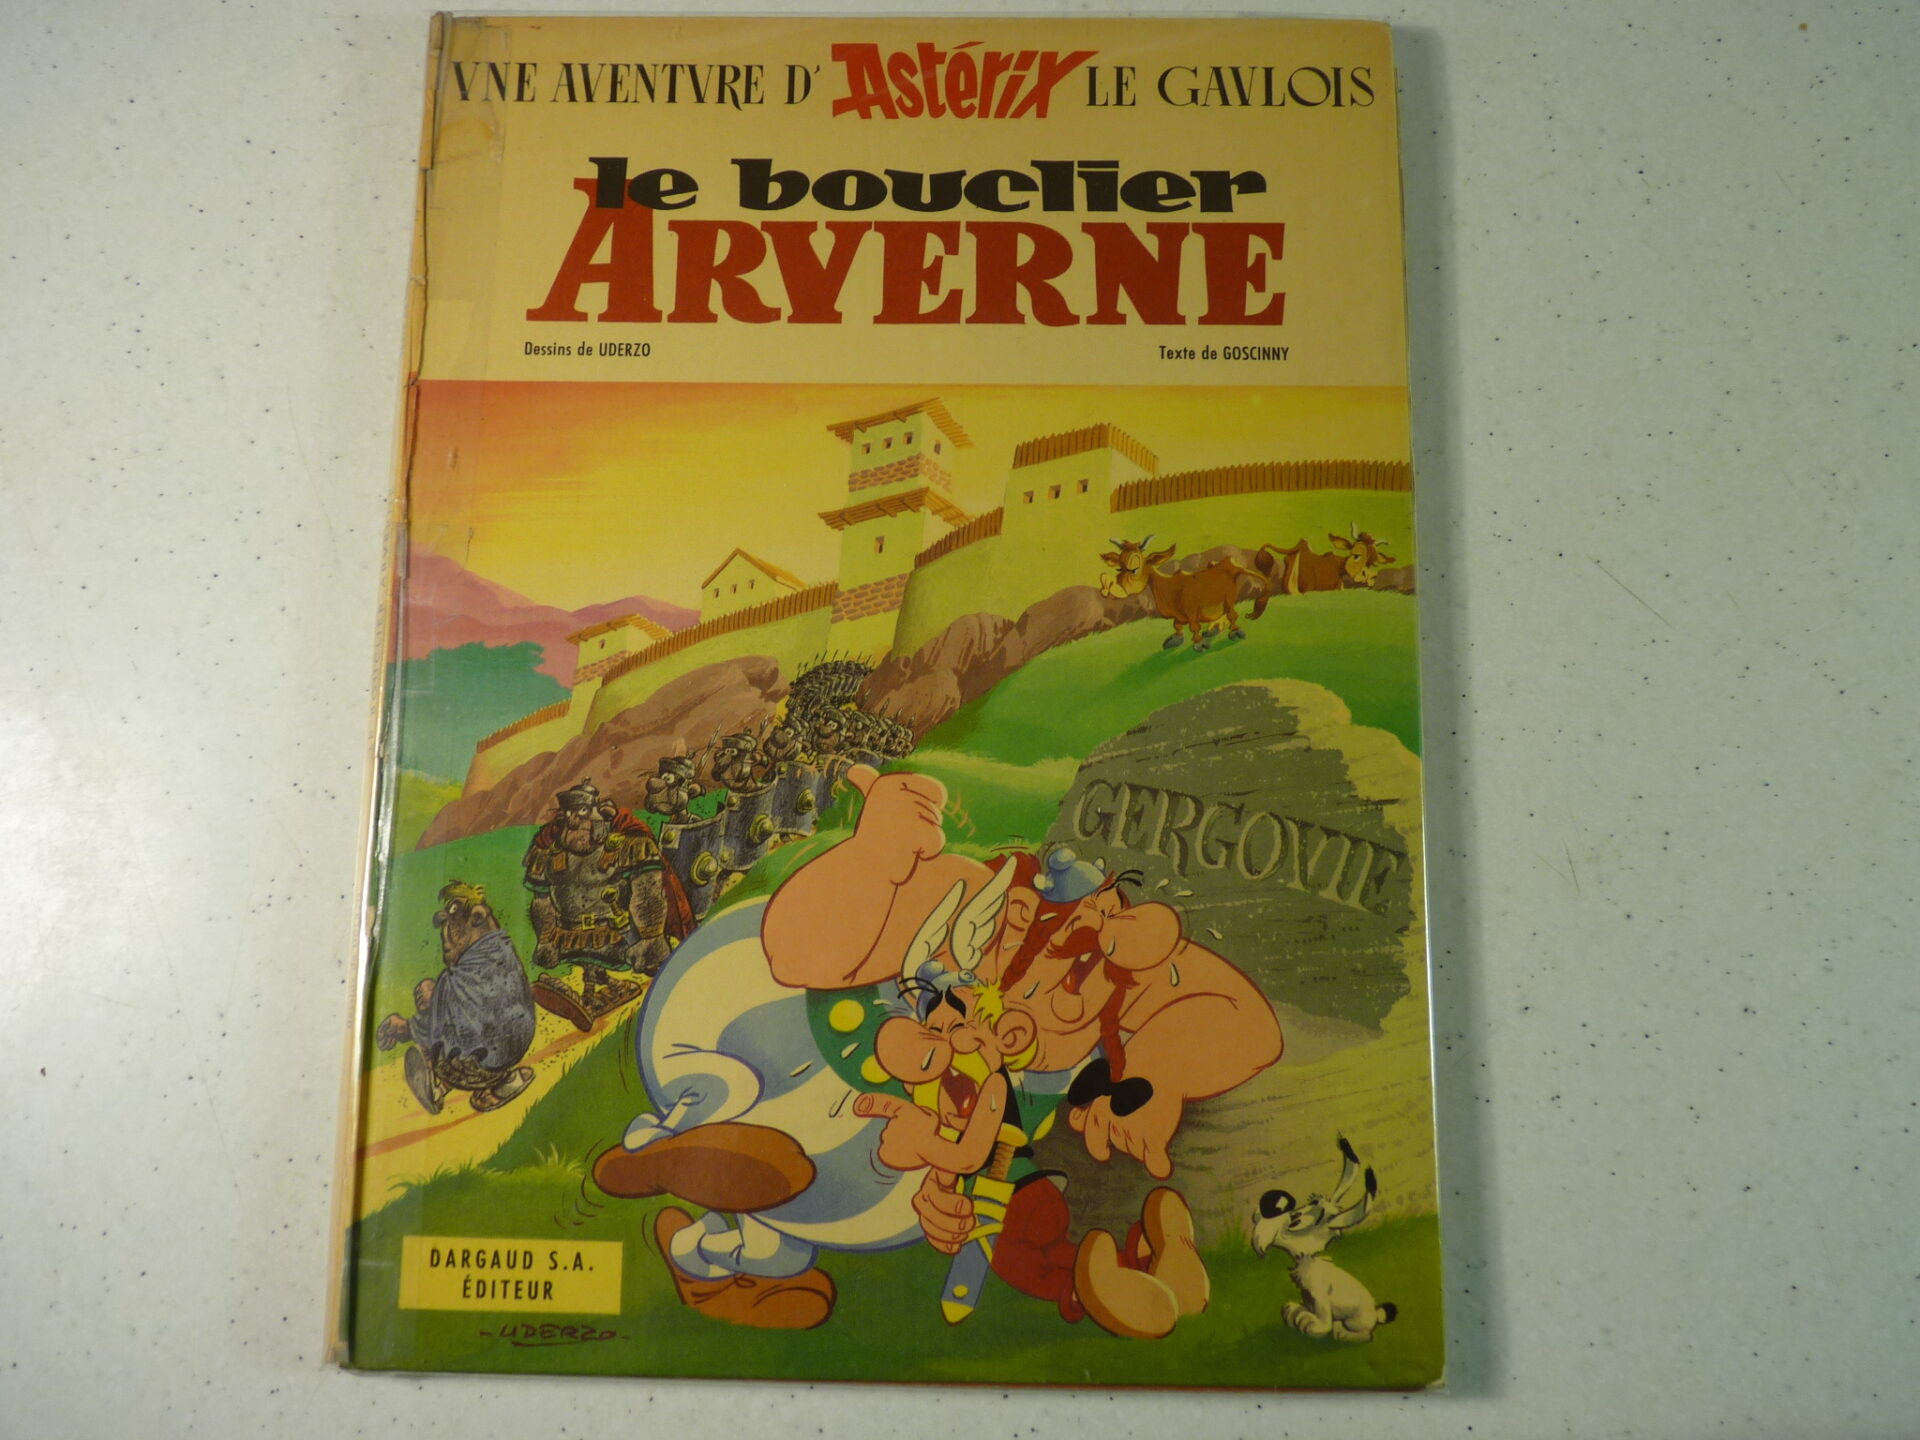 VNE AVENTVRE D' Astérix LE GAVLOIS
le bouclier
ARVERNE
Dessins de UDERZO
Texte de GOSCINNY
GERGOVIE
DARGAUD S.A.
ÉDITEUR
-UDERZO-